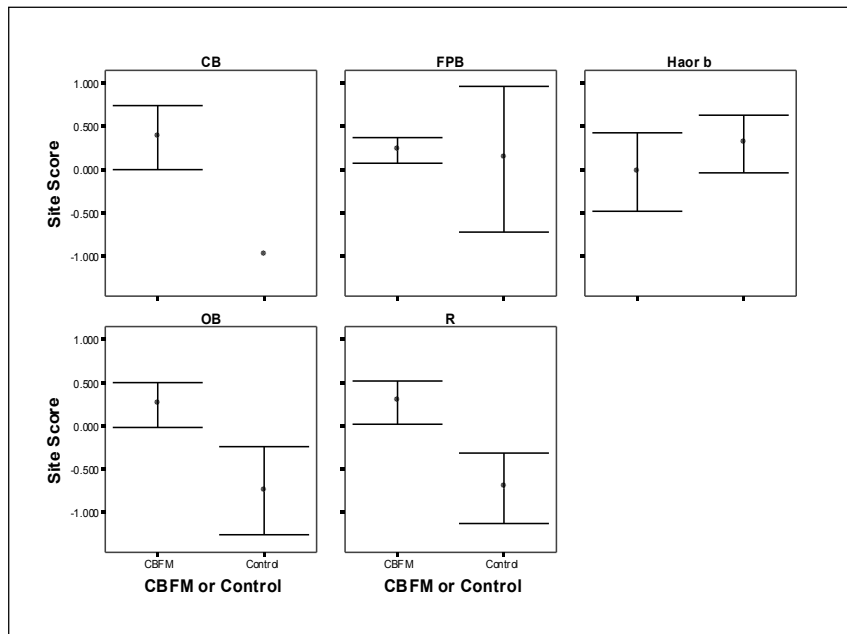 CB FPB Haor b
1.000
0.500
0.000
-0.500
-1.000
Site Score
OB R
1.000
0.500
0.000
-0.500
-1.000
Site Score
CBFM Control CBFM Control
CBFM or Control CBFM or Control